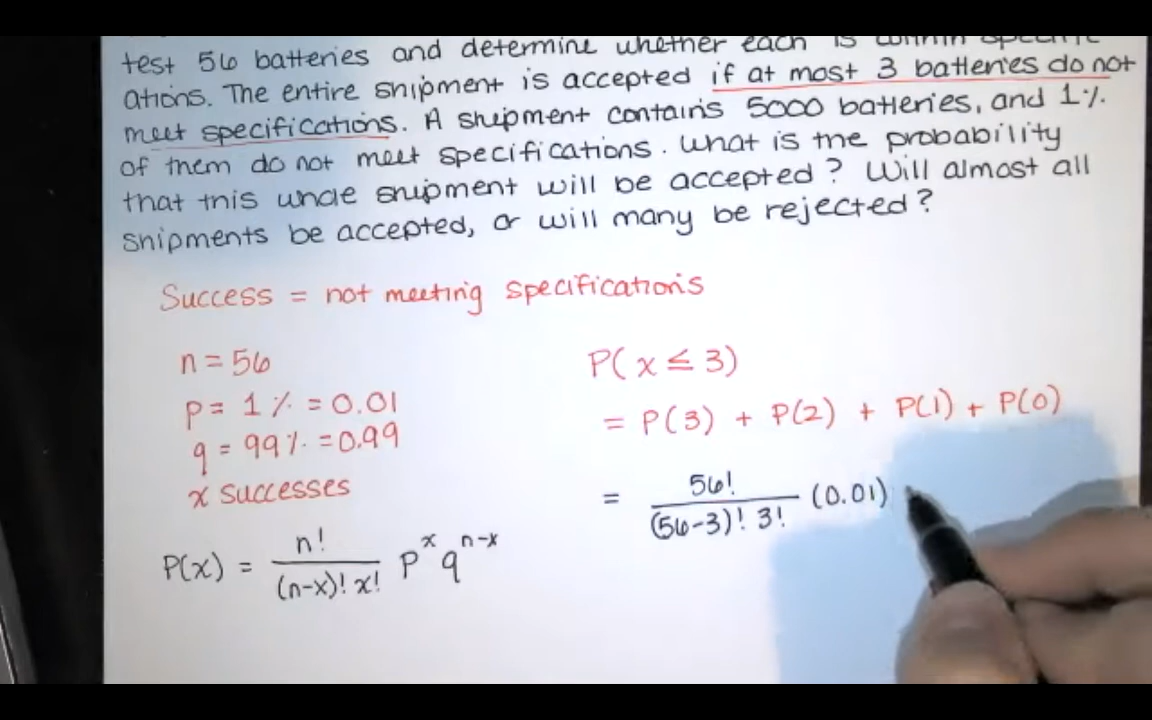 test 56 batteries and determine whether each is within specific
ations. The entire shipment is accepted if at most 3 batteries do not
meet specifications. A shipment contains 5000 batteries, and 1%
of them do not meet specifications. What is the probability
that this whole shipment will be accepted? Will almost all
shipments be accepted, or will many be rejected?
Success = not meeting specifications
n = 56
p = 1% = 0.01
q = 99% = 0.99
x successes
P(x) = n! / (n-x)! x! p^x q^n-x
P(x ≤ 3)
= P(3) + P(2) + P(1) + P(0)
= 56! / (56-3)! 3! (0.01)